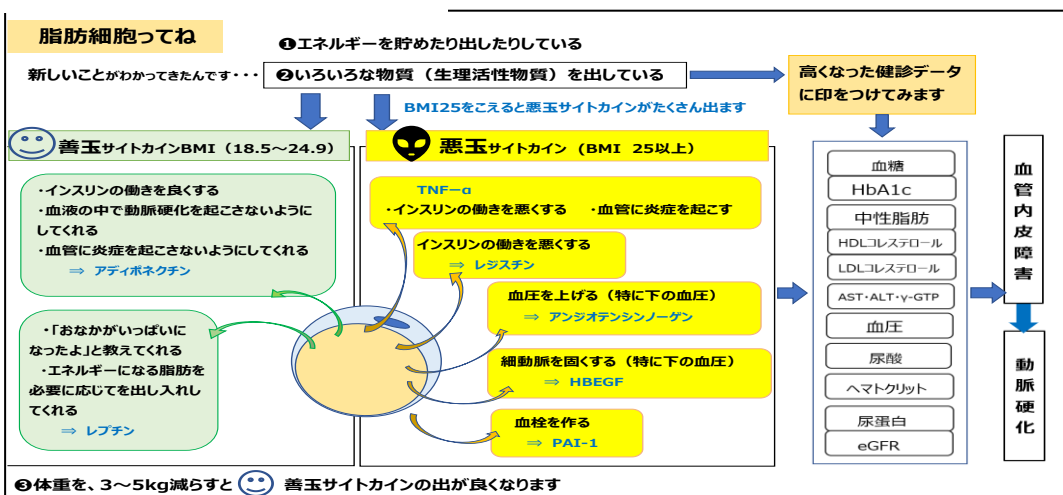 脂肪細胞ってね
❶エネルギーを貯めたり出したりしている
新しいことがわかってきたんです・・・
❷いろいろな物質（生理活性物質）を出している
高くなった健診データ
に印をつけてみます
BMI25をこえると悪玉サイトカインがたくさん出ます
善玉サイトカインBMI（18.5～24.9）
・インスリンの働きを良くする
・血液の中で動脈硬化を起こさないように
してくれる
・血管に炎症を起こさないようにしてくれる
⇒ アディポネクチン
・「おなかがいっぱいに
なったよ」と教えてくれる
・エネルギーになる脂肪を
必要に応じてを出し入れし
てくれる
⇒ レプチン
悪玉サイトカイン（BMI 25以上）
TNF－α
・インスリンの働きを悪くする ・血管に炎症を起こす
インスリンの働きを悪くする
⇒ レジスチン
血圧を上げる（特に下の血圧）
⇒ アンジオテンシンノーゲン
細動脈を固くする（特に下の血圧）
⇒ HBEGF
血栓を作る
⇒ PAI-1
血糖
HbA1c
中性脂肪
HDLコレステロール
LDLコレステロール
AST・ALT・γ-GTP
血圧
尿酸
ヘマトクリット
尿蛋白
eGFR
血管内皮障害
動脈硬化
❸体重を、3～5kg減らすと 善玉サイトカインの出が良くなります